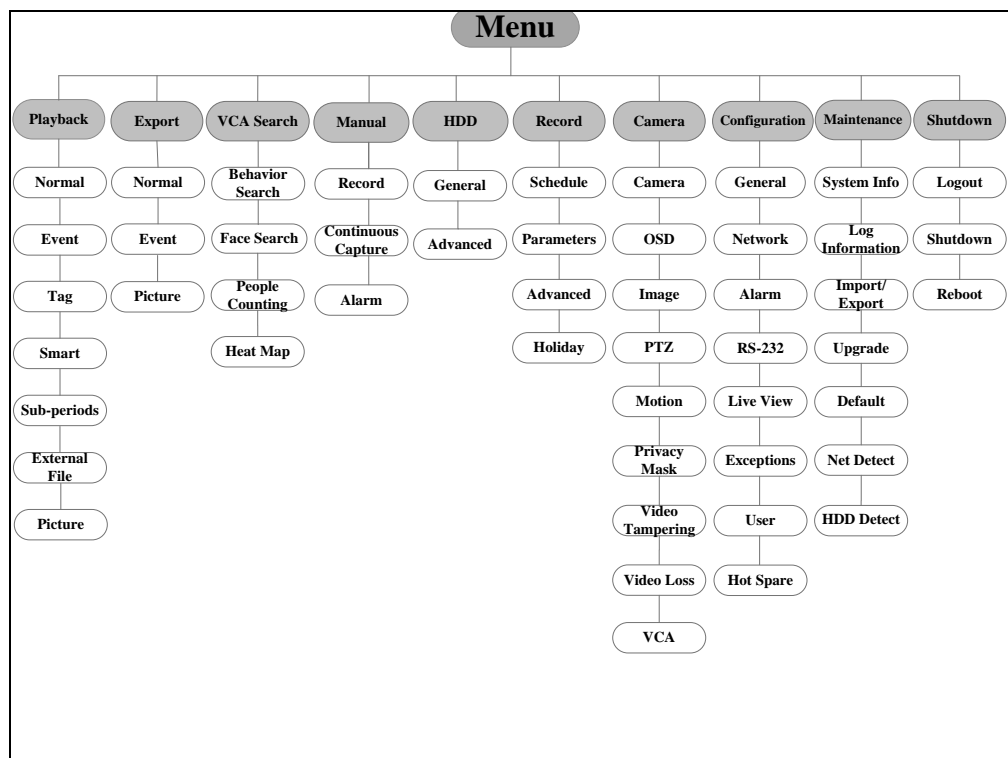 Menu
Playback
Export
VCA Search
Manual
HDD
Record
Camera
Configuration
Maintenance
Shutdown
Normal
Event
Tag
Smart
Sub-periods
External
File
Picture
Normal
Event
Picture
Behavior
Search
Face Search
People
Counting
Heat Map
Record
Continuous
Capture
Alarm
General
Advanced
Schedule
Parameters
Advanced
Holiday
Camera
OSD
Image
PTZ
Motion
Privacy
Mask
Video
Tampering
Video Loss
VCA
General
Network
Alarm
RS-232
Live View
Exceptions
User
Hot Spare
System Info
Log
Information
Import/
Export
Upgrade
Default
Net Detect
HDD Detect
Logout
Shutdown
Reboot